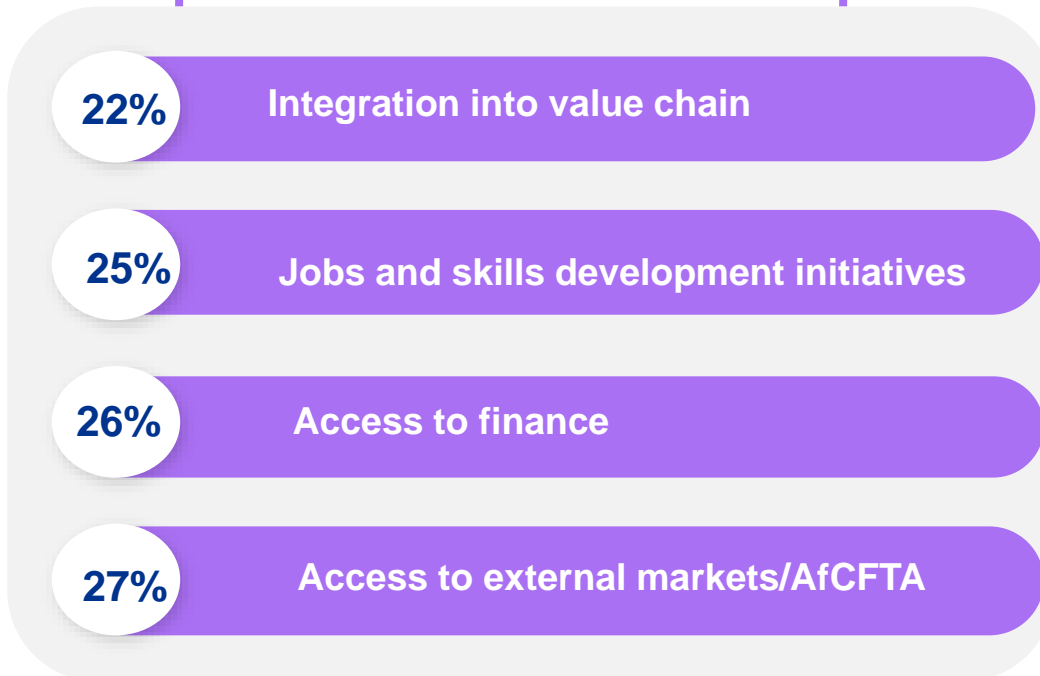 22% Integration into value chain
25% Jobs and skills development initiatives
26% Access to finance
27% Access to external markets/AfCFTA